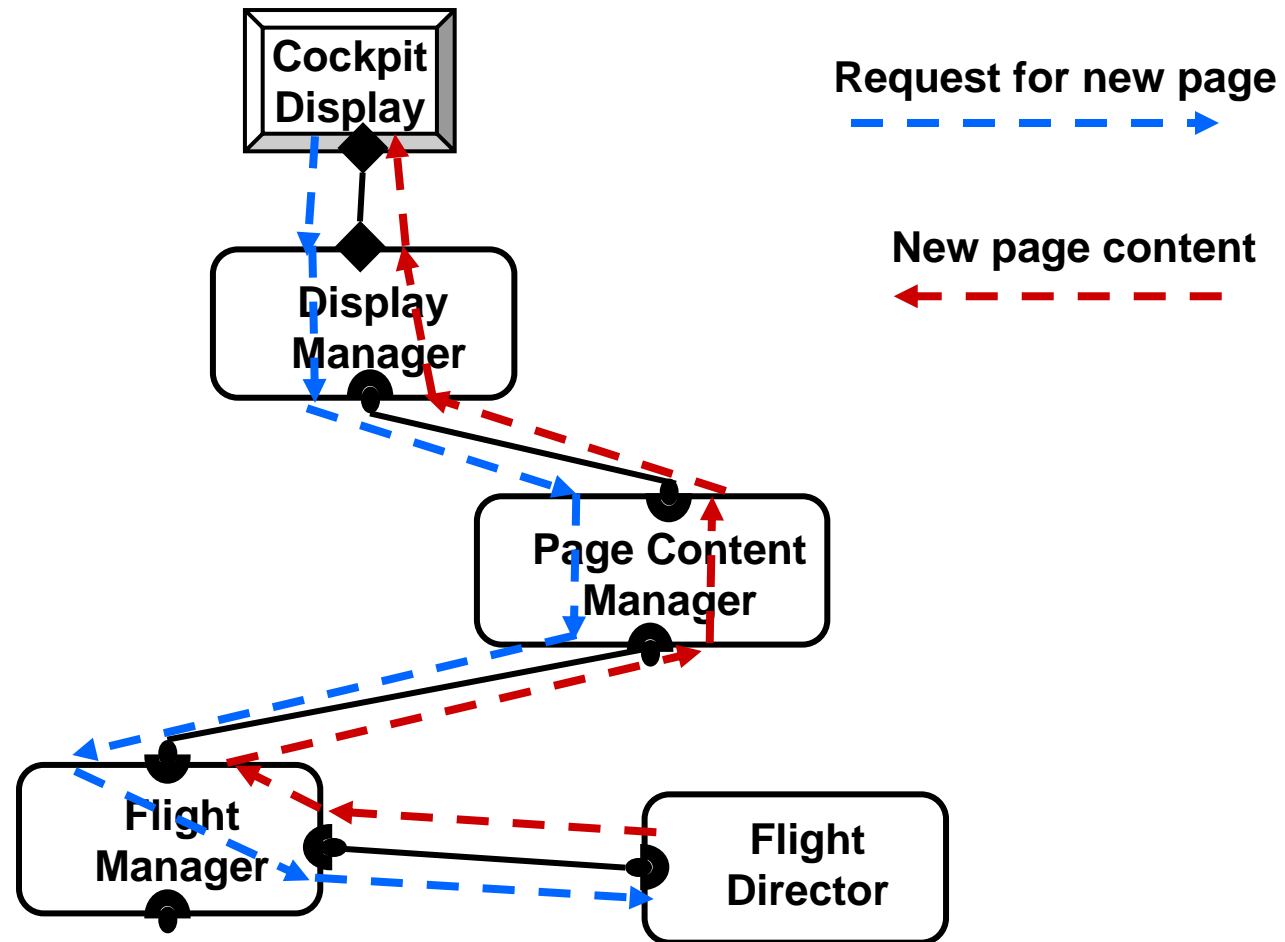 Cockpit
Display
Request for new page
New page content
Display
Manager
Page Content
Manager
Flight
Manager
Flight
Director